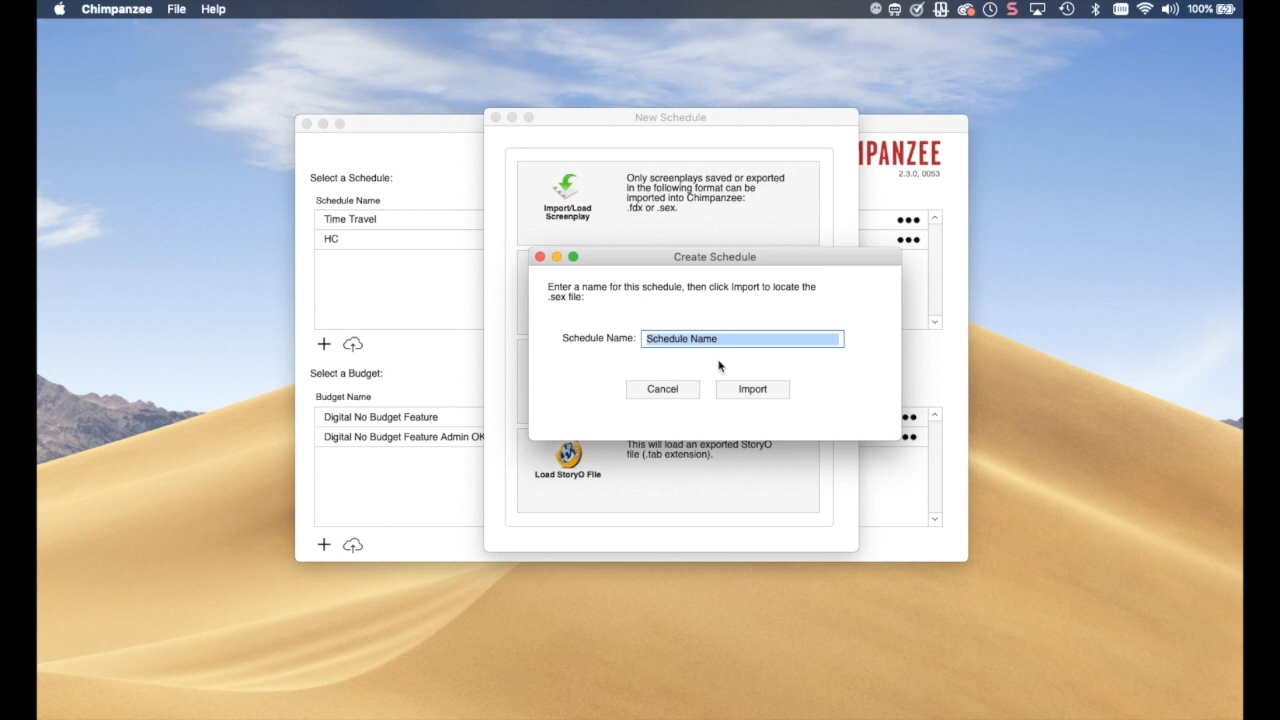 Chimpanzee File Help
100%
New Schedule
Select a Schedule:
Schedule Name
Time Travel
HC
Import/Load
Screenplay
Only screenplays saved or exported
in the following format can be
imported into Chimpanzee:
.fdx or .sex.
IMPANZEE
2.3.0, 0053
Create Schedule
Enter a name for this schedule, then click Import to locate the
.sex file:
Schedule Name: Schedule Name
Cancel Import
Select a Budget:
Budget Name
Digital No Budget Feature
Digital No Budget Feature Admin OK
Load StoryO File
This will load an exported StoryO
file (.tab extension).